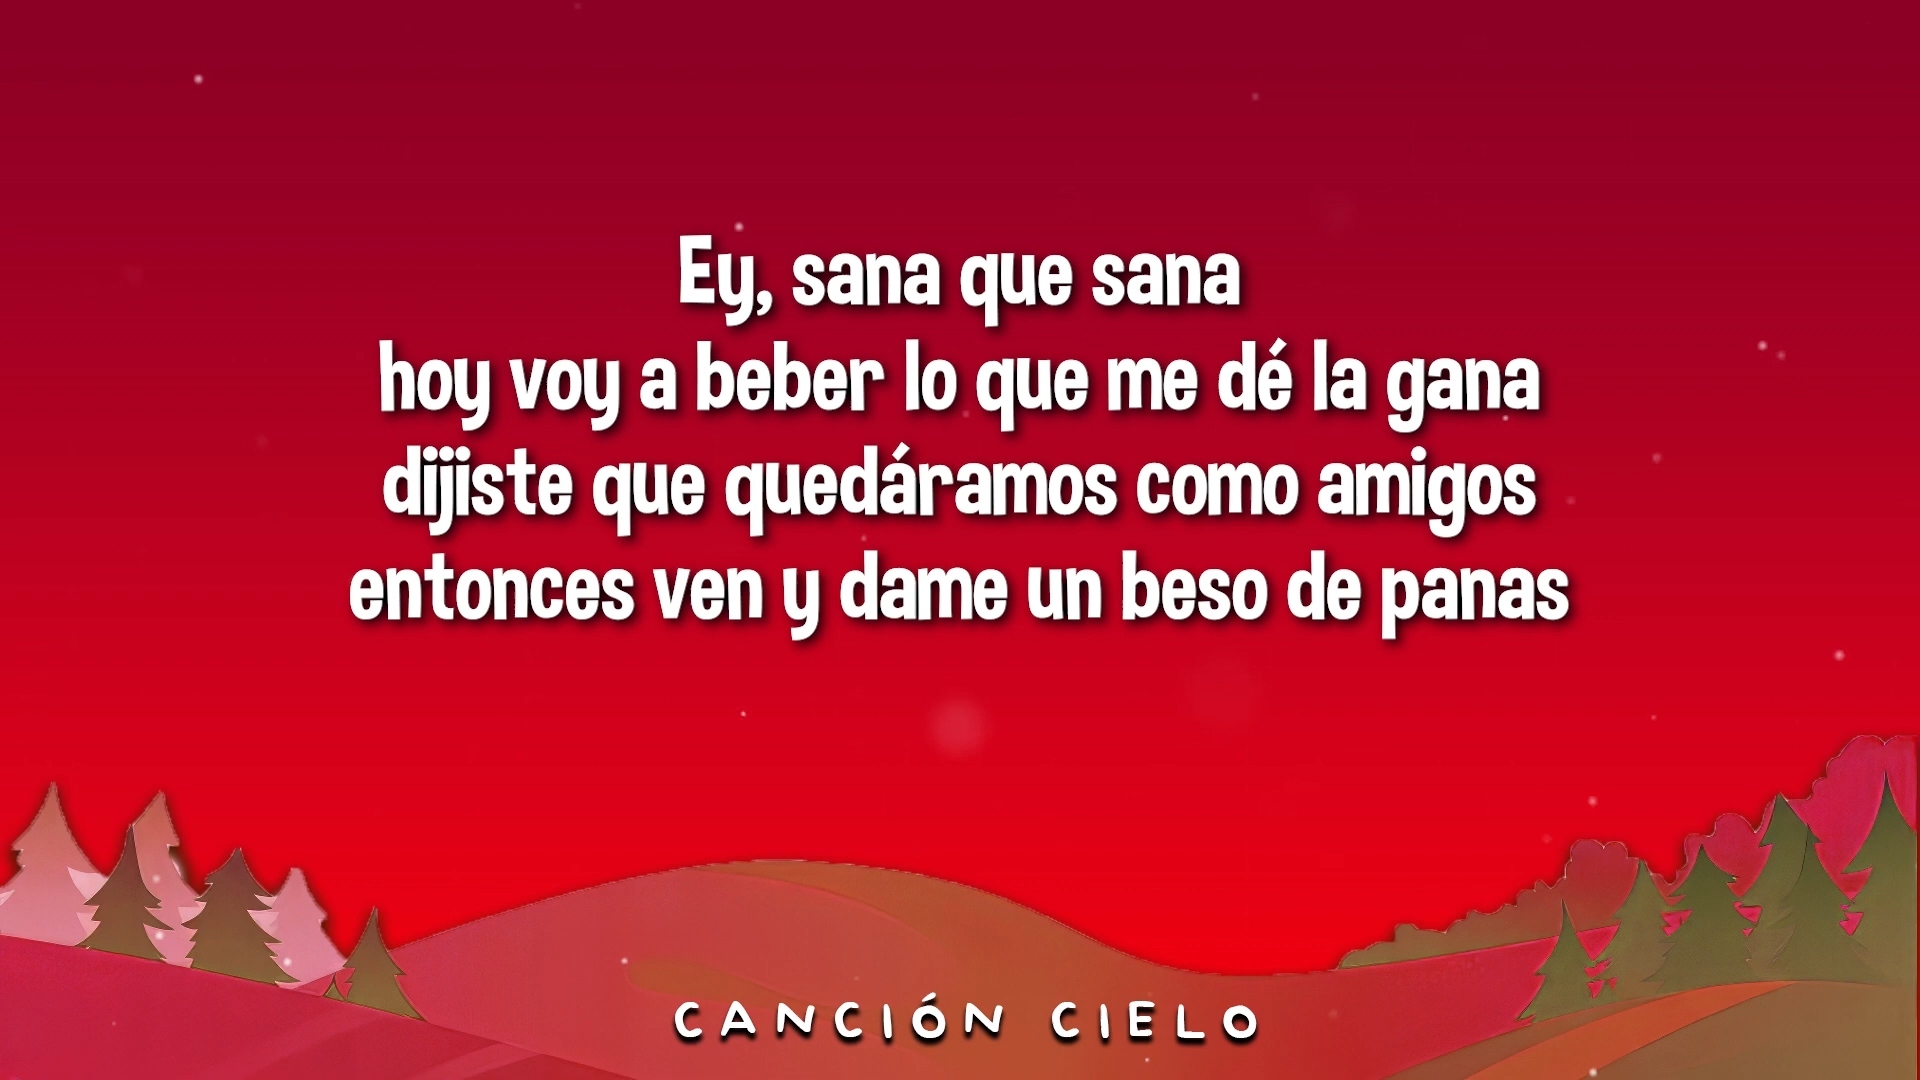 Ey, sana que sana
hoy voy a beber lo que me dé la gana
dijiste que quedáramos como amigos
entonces ven y dame un beso de panas
CANCIÓN CIELO